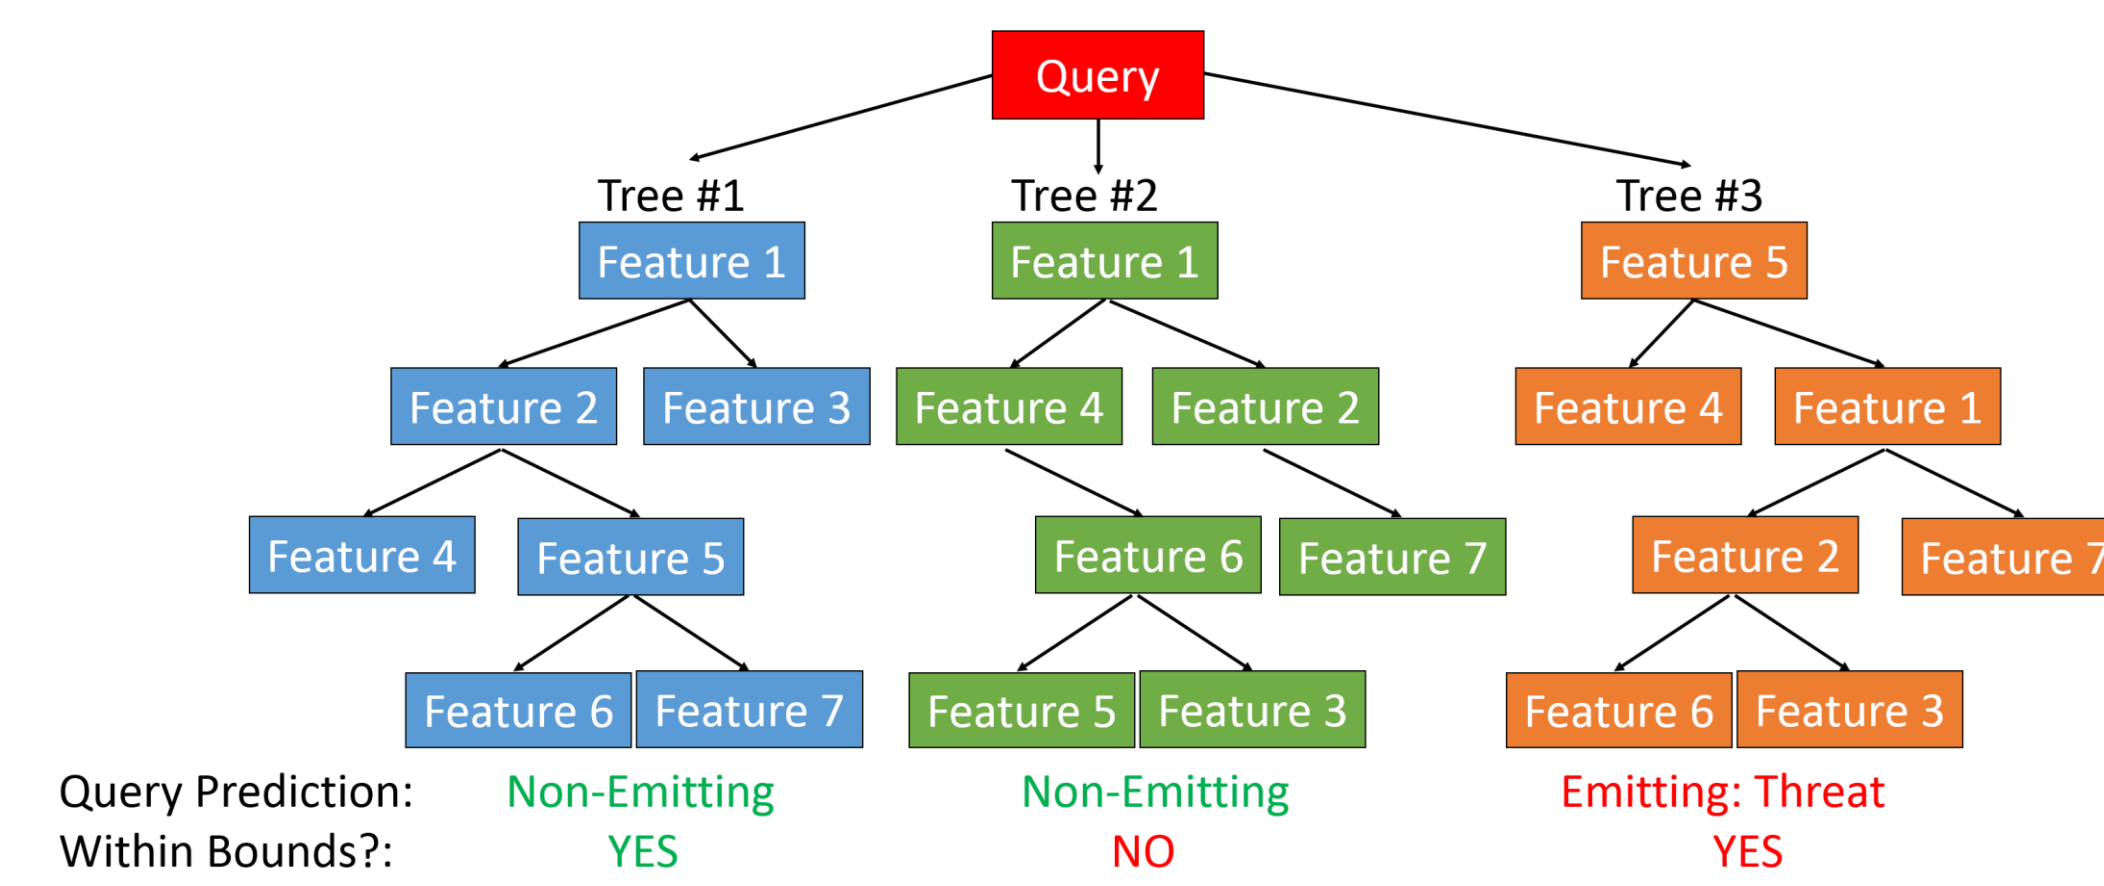 Query
Tree #1 Tree #2 Tree #3
Feature 1 Feature 1 Feature 5
Feature 2 Feature 3 Feature 4 Feature 2 Feature 4 Feature 1
Feature 4 Feature 5 Feature 6 Feature 7 Feature 2 Feature 7
Feature 6 Feature 7 Feature 5 Feature 3 Feature 6 Feature 3
Query Prediction: Non-Emitting Non-Emitting Emitting: Threat
Within Bounds?: YES NO YES